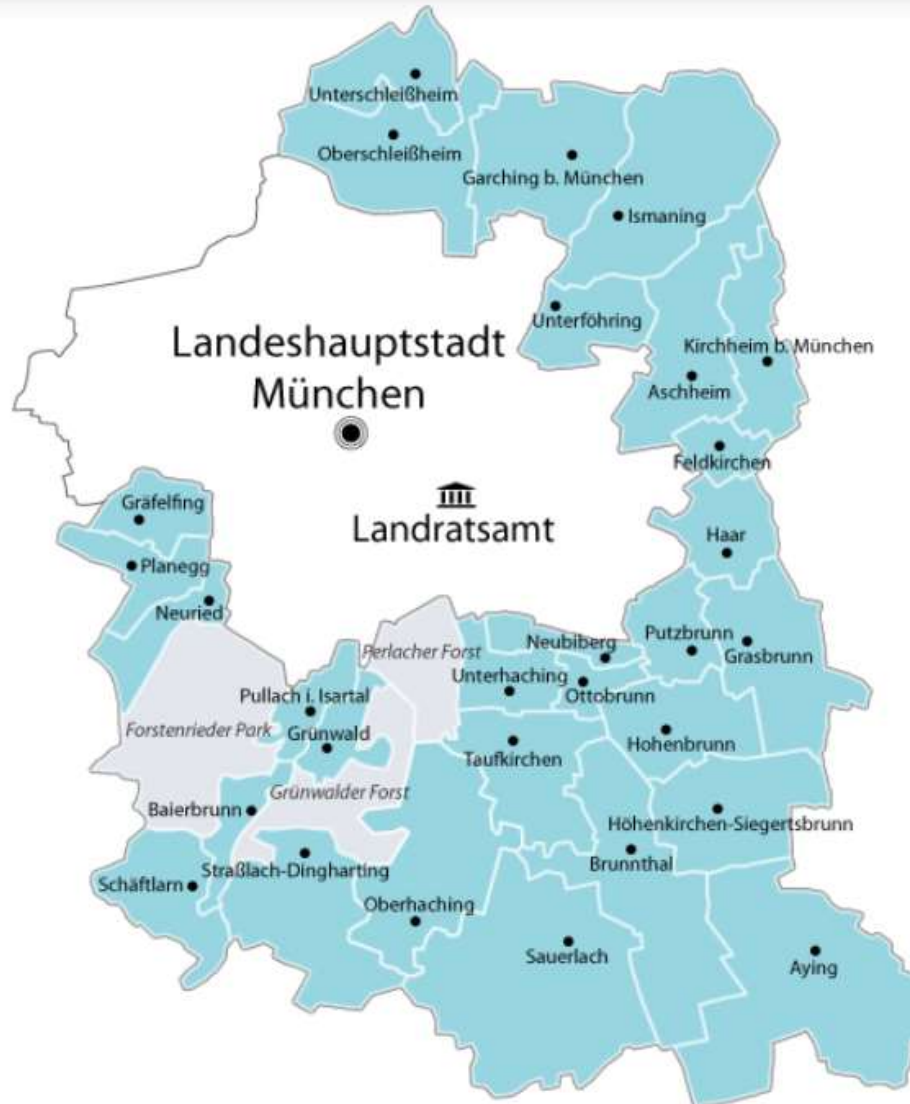 Unterschleißheim
Oberschleißheim
Garching b. München
Ismaning
Unterföhring
Landeshauptstadt
München
Kirchheim b. München
Aschheim
Feldkirchen
Gräfelfing
Landratsamt
Haar
Planegg
Neuried
Perlacher Forst
Neubiberg
Putzbrunn
Grasbrunn
Unterhaching
Ottobrunn
Pullach i. Isartal
Forstenrieder Park
Grünwald
Taufkirchen
Hohenbrunn
Grünwalder Forst
Baierbrunn
Höhenkirchen-Siegertsbrunn
Brunnthal
Straßlach-Dingharting
Schäftlarn
Oberhaching
Sauerlach
Aying